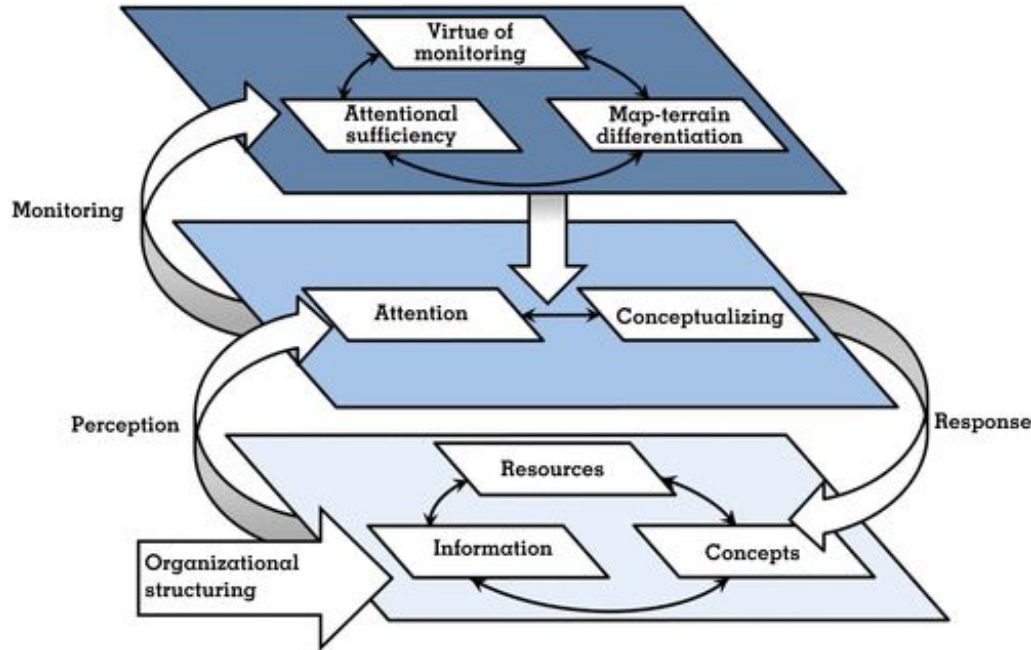 Virtue of
monitoring
Attentional
sufficiency
Map-terrain
differentiation
Monitoring
Attention
Conceptualizing
Perception
Response
Resources
Information
Concepts
Organizational
structuring